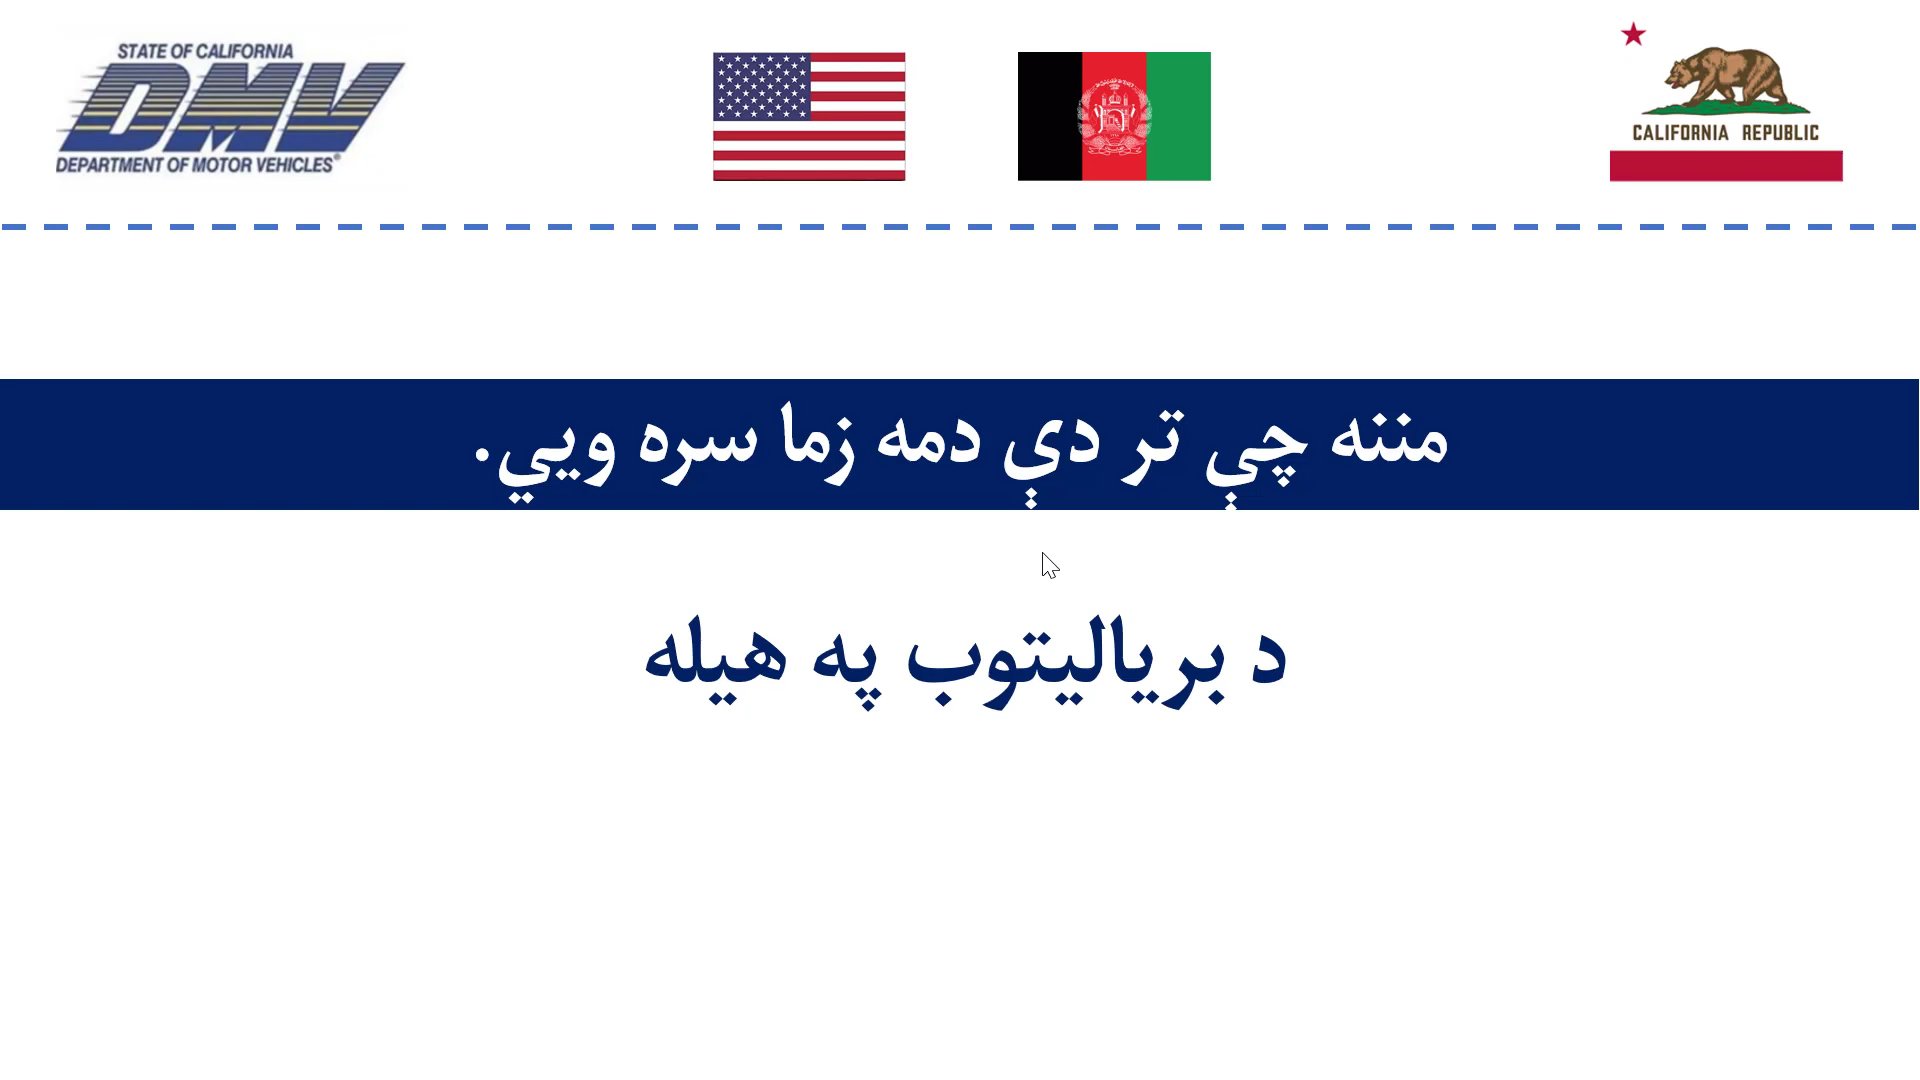 STATE OF CALIFORNIA
DMV
DEPARTMENT OF MOTOR VEHICLES®
CALIFORNIA REPUBLIC
مننه چې تر دې دمه زما سره ويي.
د بریالیتوب په هیله